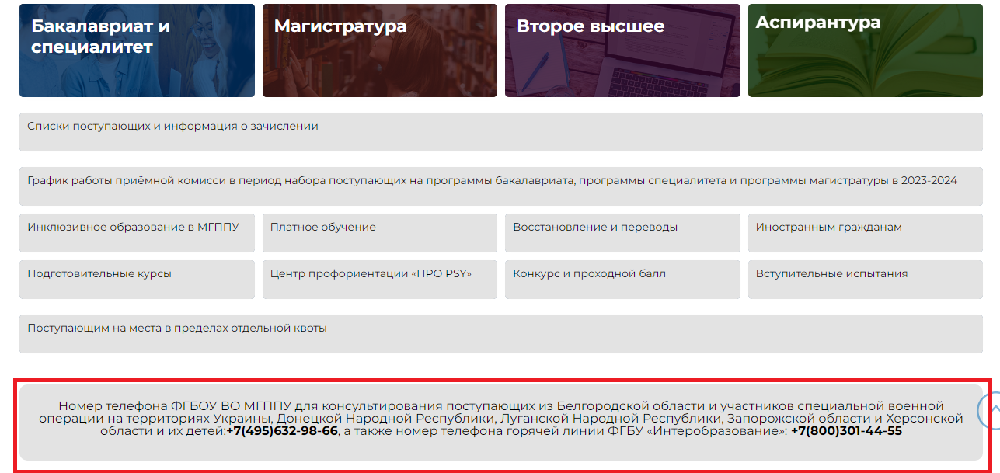 Бакалавриат и
специалитет
Магистратура
Второе высшее
Аспирантура
Списки поступающих и информация о зачислении
График работы приёмной комисси в период набора поступающих на программы бакалавриата, программы специалитета и программы магистратуры в 2023-2024
Инклюзивное образование в МГППУ
Платное обучение
Восстановление и переводы
Иностранным гражданам
Подготовительные курсы
Центр профориентации «ПРО PSY»
Конкурс и проходной балл
Вступительные испытания
Поступающим на места в пределах отдельной квоты
Номер телефона ФГБОУ ВО МГППУ для консультирования поступающих из Белгородской области и участников специальной военной
операции на территориях Украины, Донецкой Народной Республики, Луганской Народной Республики, Запорожской области и Херсонской
области и их детей:+7(495)632-98-66, а также номер телефона горячей линии ФГБУ «Интеробразование»: +7(800)301-44-55